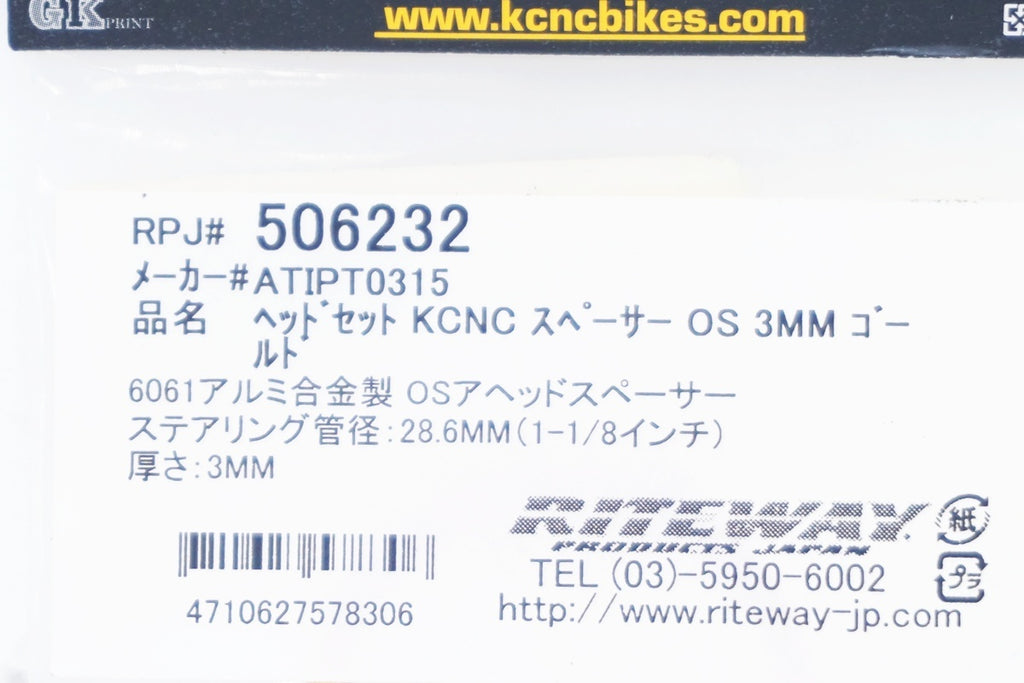 GK PRINT
www.kcncbikes.com
RPJ# 506232
ﾒｰｶｰ#ATIPT0315
品名 ﾍｯﾄﾞｾｯﾄ KCNC ｽﾍﾟｰｻｰ OS 3MM ｺﾞｰ
ﾙﾄﾞ
6061アルミ合金製 OSアヘッドスペーサー
ステアリング管径:28.6MM(1-1/8インチ)
厚さ:3MM
RITEWAY
PRODUCTS JAPAN
紙
プラ
TEL (03)-5950-6002
4710627578306
http://www.riteway-jp.com